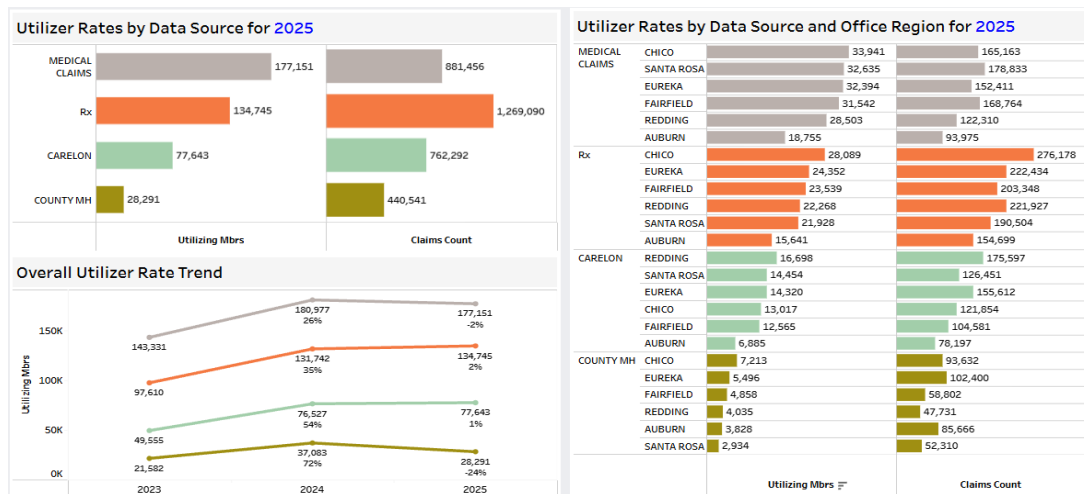 Utilizer Rates by Data Source for 2025
MEDICAL
CLAIMS
177,151
881,456
Rx
134,745
1,269,090
CARELON
77,643
762,292
COUNTY MH
28,291
440,541
Utilizing Mbrs
Claims Count
Overall Utilizer Rate Trend
Utilizing Mbrs
150K
100K
50K
0K
143,331
180,977
26%
177,151
-2%
97,610
131,742
35%
134,745
2%
49,555
76,527
54%
77,643
1%
21,582
37,083
72%
28,291
-24%
2023 2024 2025
Utilizer Rates by Data Source and Office Region for 2025
MEDICAL
CLAIMS
CHICO 33,941 165,163
SANTA ROSA 32,635 178,833
EUREKA 32,394 152,411
FAIRFIELD 31,542 168,764
REDDING 28,503 122,310
AUBURN 18,755 93,975
Rx CHICO 28,089 276,178
EUREKA 24,352 222,434
FAIRFIELD 23,539 203,348
REDDING 22,268 221,927
SANTA ROSA 21,928 190,504
AUBURN 15,641 154,699
CARELON REDDING 16,698 175,597
SANTA ROSA 14,454 126,451
EUREKA 14,320 155,612
CHICO 13,017 121,854
FAIRFIELD 12,565 104,581
AUBURN 6,885 78,197
COUNTY MH CHICO 7,213 93,632
EUREKA 5,496 102,400
FAIRFIELD 4,858 58,802
REDDING 4,035 47,731
AUBURN 3,828 85,666
SANTA ROSA 2,934 52,310
Utilizing Mbrs Claims Count